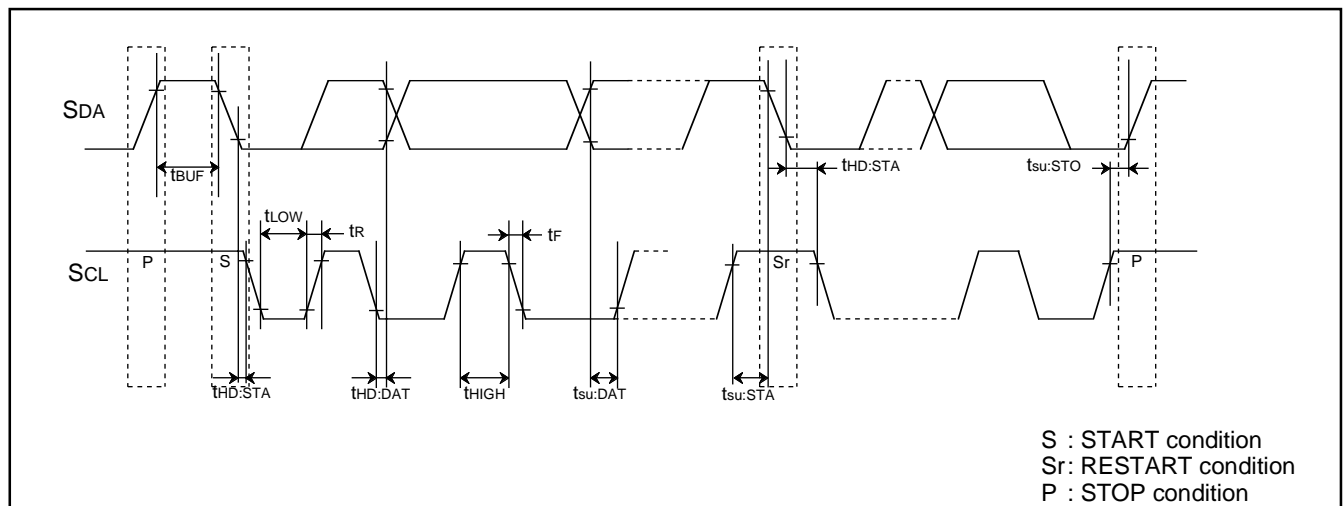 SDA
tBUF
tHD:STA
tsu:STO
tLOW
tR
tF
SCL
P
S
Sr
P
tHD:STA
tHD:DAT
tHIGH
tsu:DAT
tsu:STA
S : START condition
Sr: RESTART condition
P : STOP condition